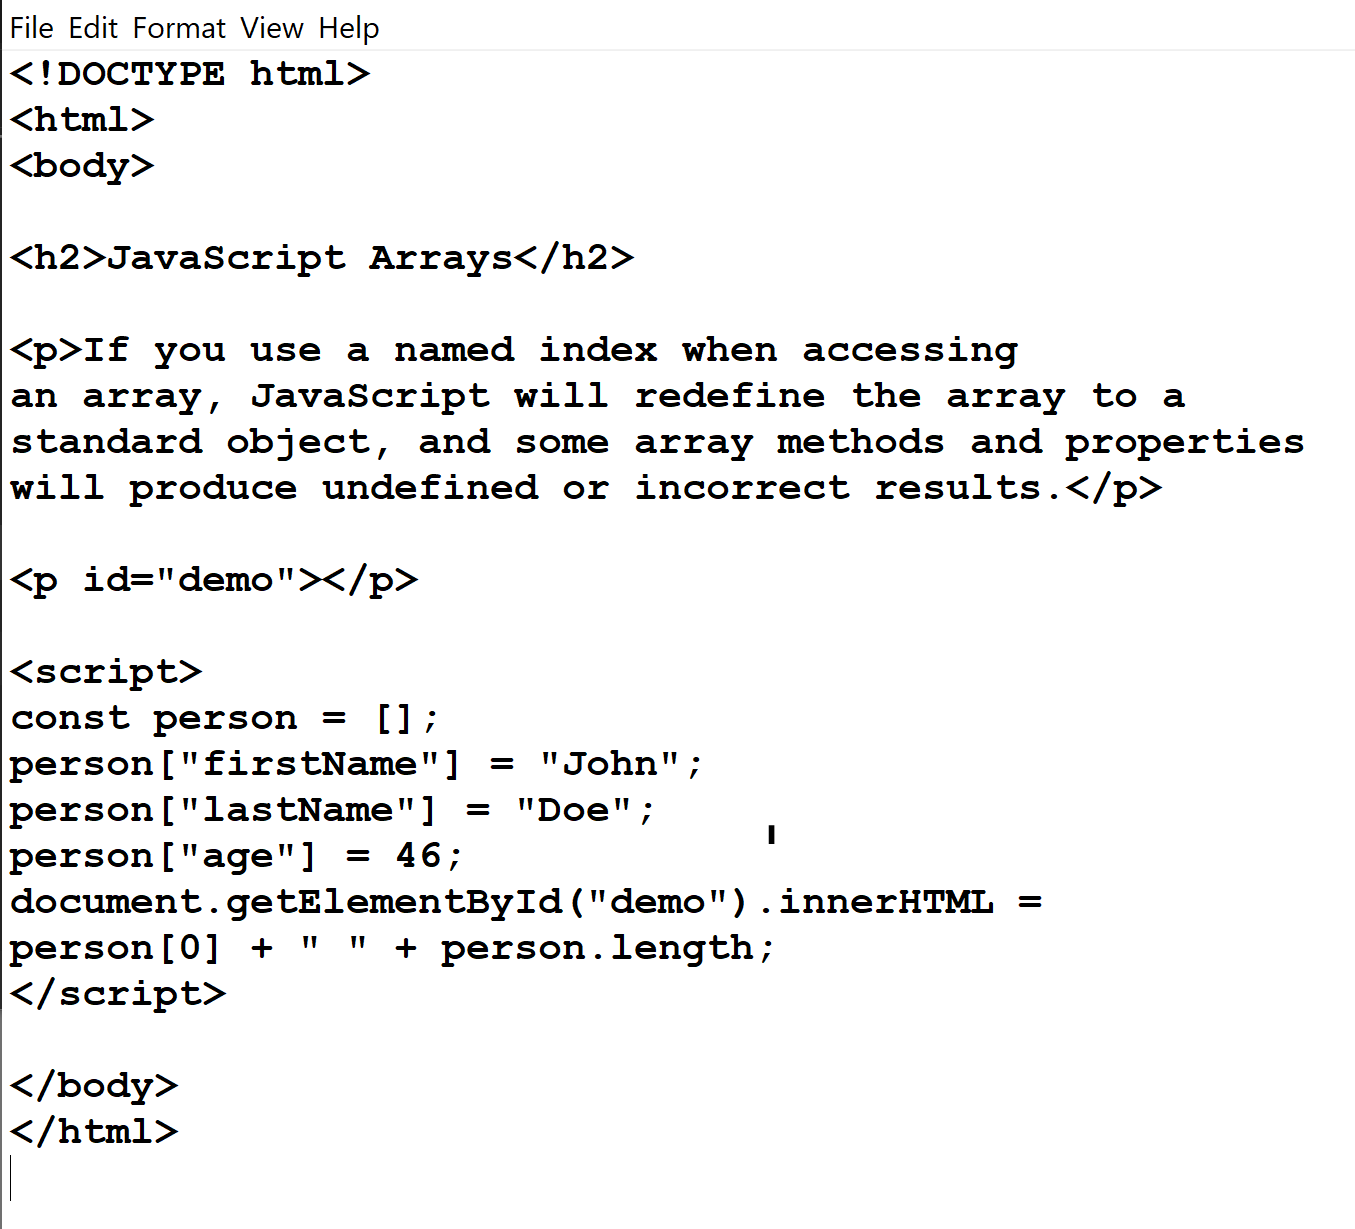 File Edit Format View Help
<!DOCTYPE html>
<html>
<body>
<h2>JavaScript Arrays</h2>
<p>If you use a named index when accessing
an array, JavaScript will redefine the array to a
standard object, and some array methods and properties
will produce undefined or incorrect results.</p>
<p id="demo"></p>
<script>
const person = [];
person["firstName"] = "John";
person["lastName"] = "Doe";
person["age"] = 46;
document.getElementById("demo").innerHTML =
person[0] + " " + person.length;
</script>
</body>
</html>